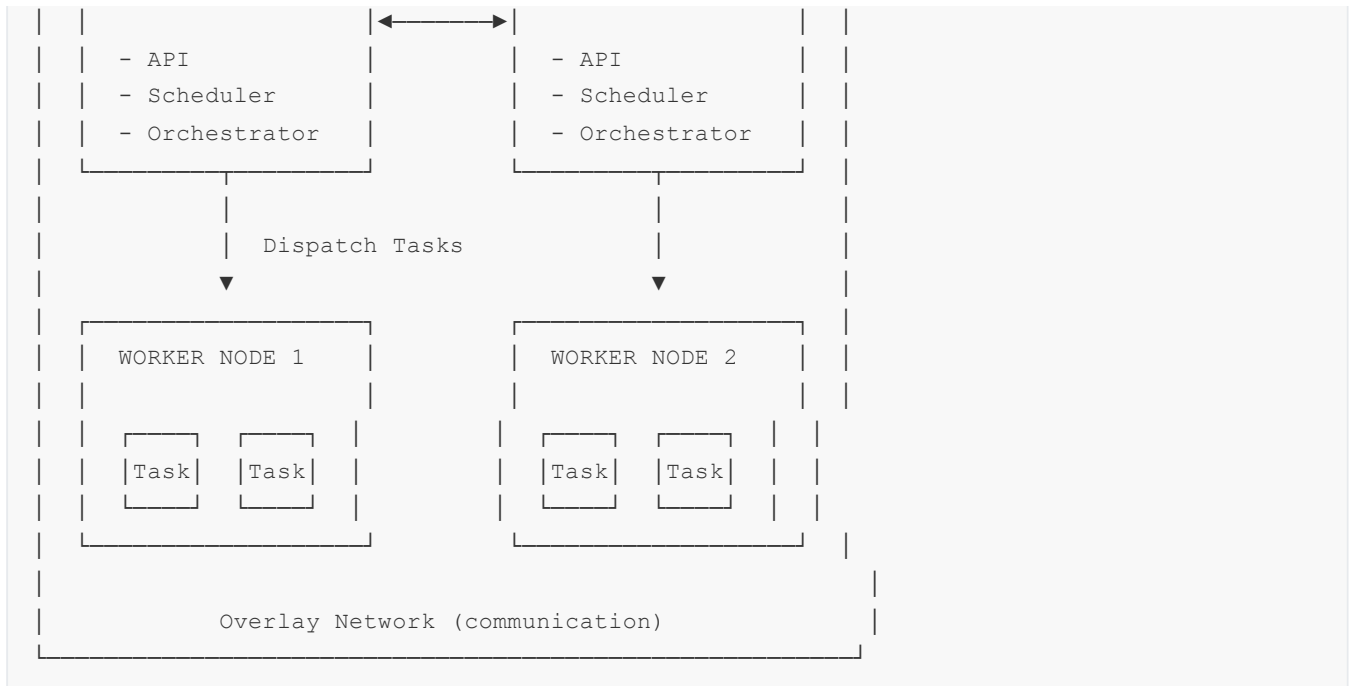 - API - API
- Scheduler - Scheduler
- Orchestrator - Orchestrator
Dispatch Tasks
WORKER NODE 1 WORKER NODE 2
Task Task Task Task
Overlay Network (communication)